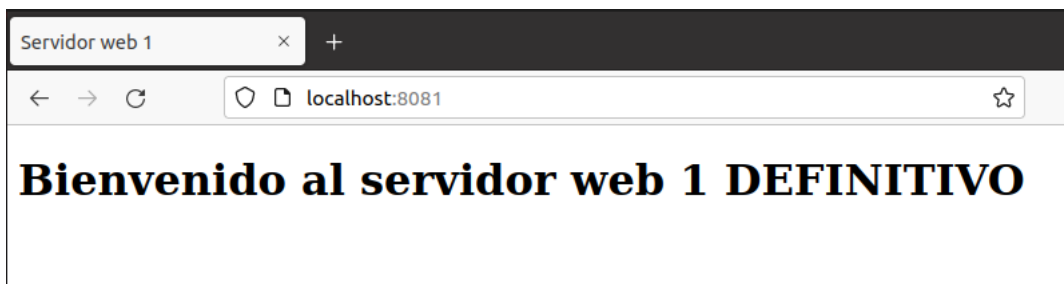 Servidor web 1
localhost:8081
Bienvenido al servidor web 1 DEFINITIVO